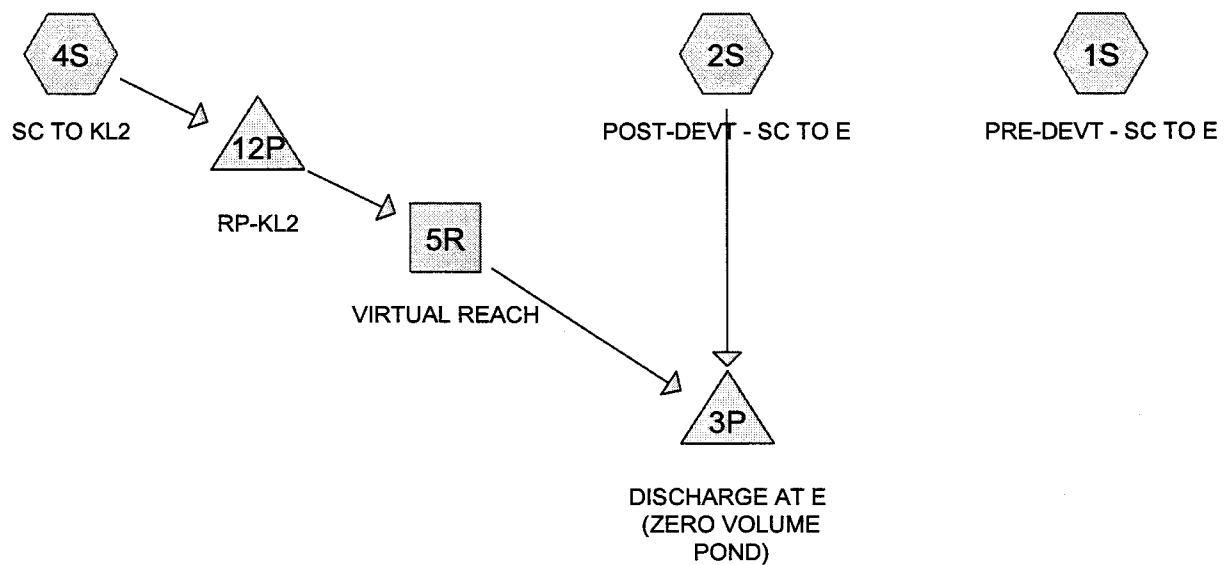 4S
2S
1S
SC TO KL2
POST-DEVT - SC TO E
PRE-DEVT - SC TO E
12P
RP-KL2
5R
VIRTUAL REACH
3P
DISCHARGE AT E
(ZERO VOLUME
POND)